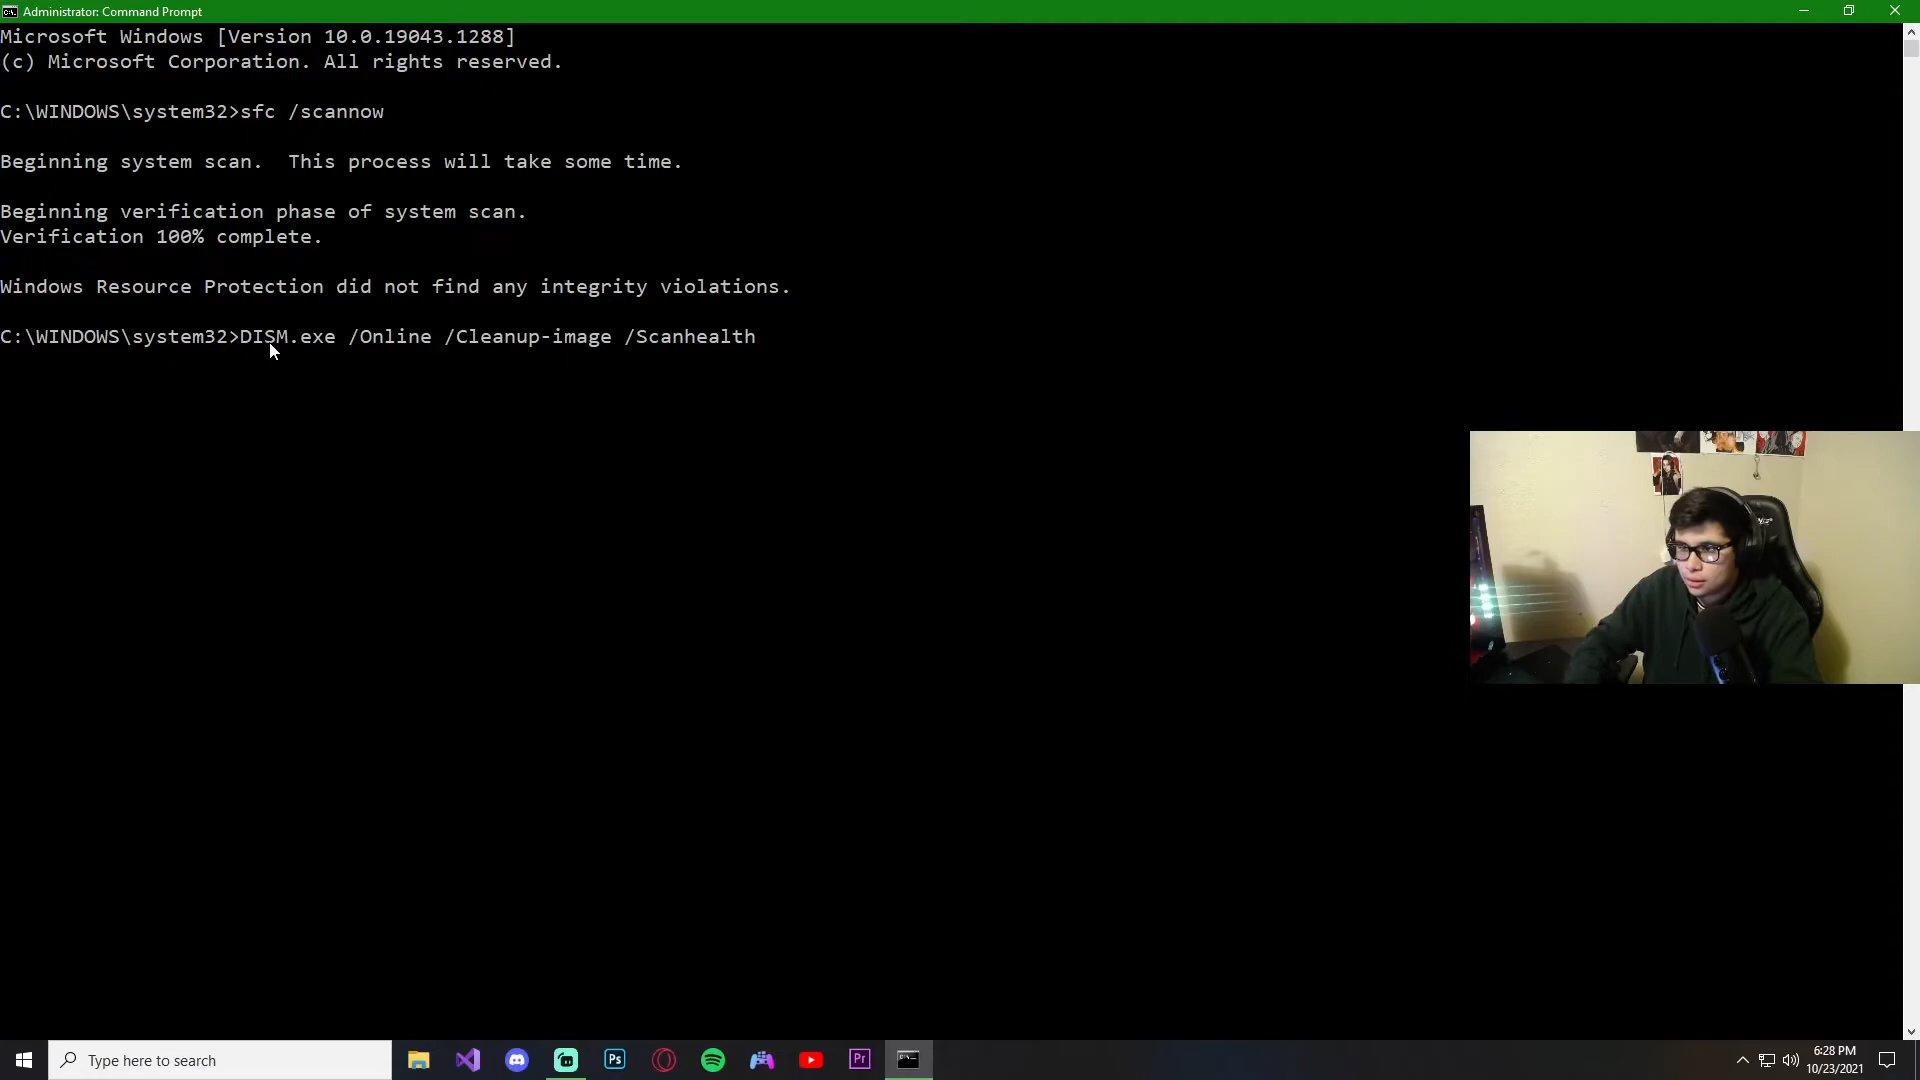 Administrator: Command Prompt
Microsoft Windows [Version 10.0.19043.1288]
(c) Microsoft Corporation. All rights reserved.
C:\WINDOWS\system32>sfc /scannow
Beginning system scan.  This process will take some time.
Beginning verification phase of system scan.
Verification 100% complete.
Windows Resource Protection did not find any integrity violations.
C:\WINDOWS\system32>DISM.exe /Online /Cleanup-image /Scanhealth
Type here to search
Ps
Pr
6:28 PM
10/23/2021